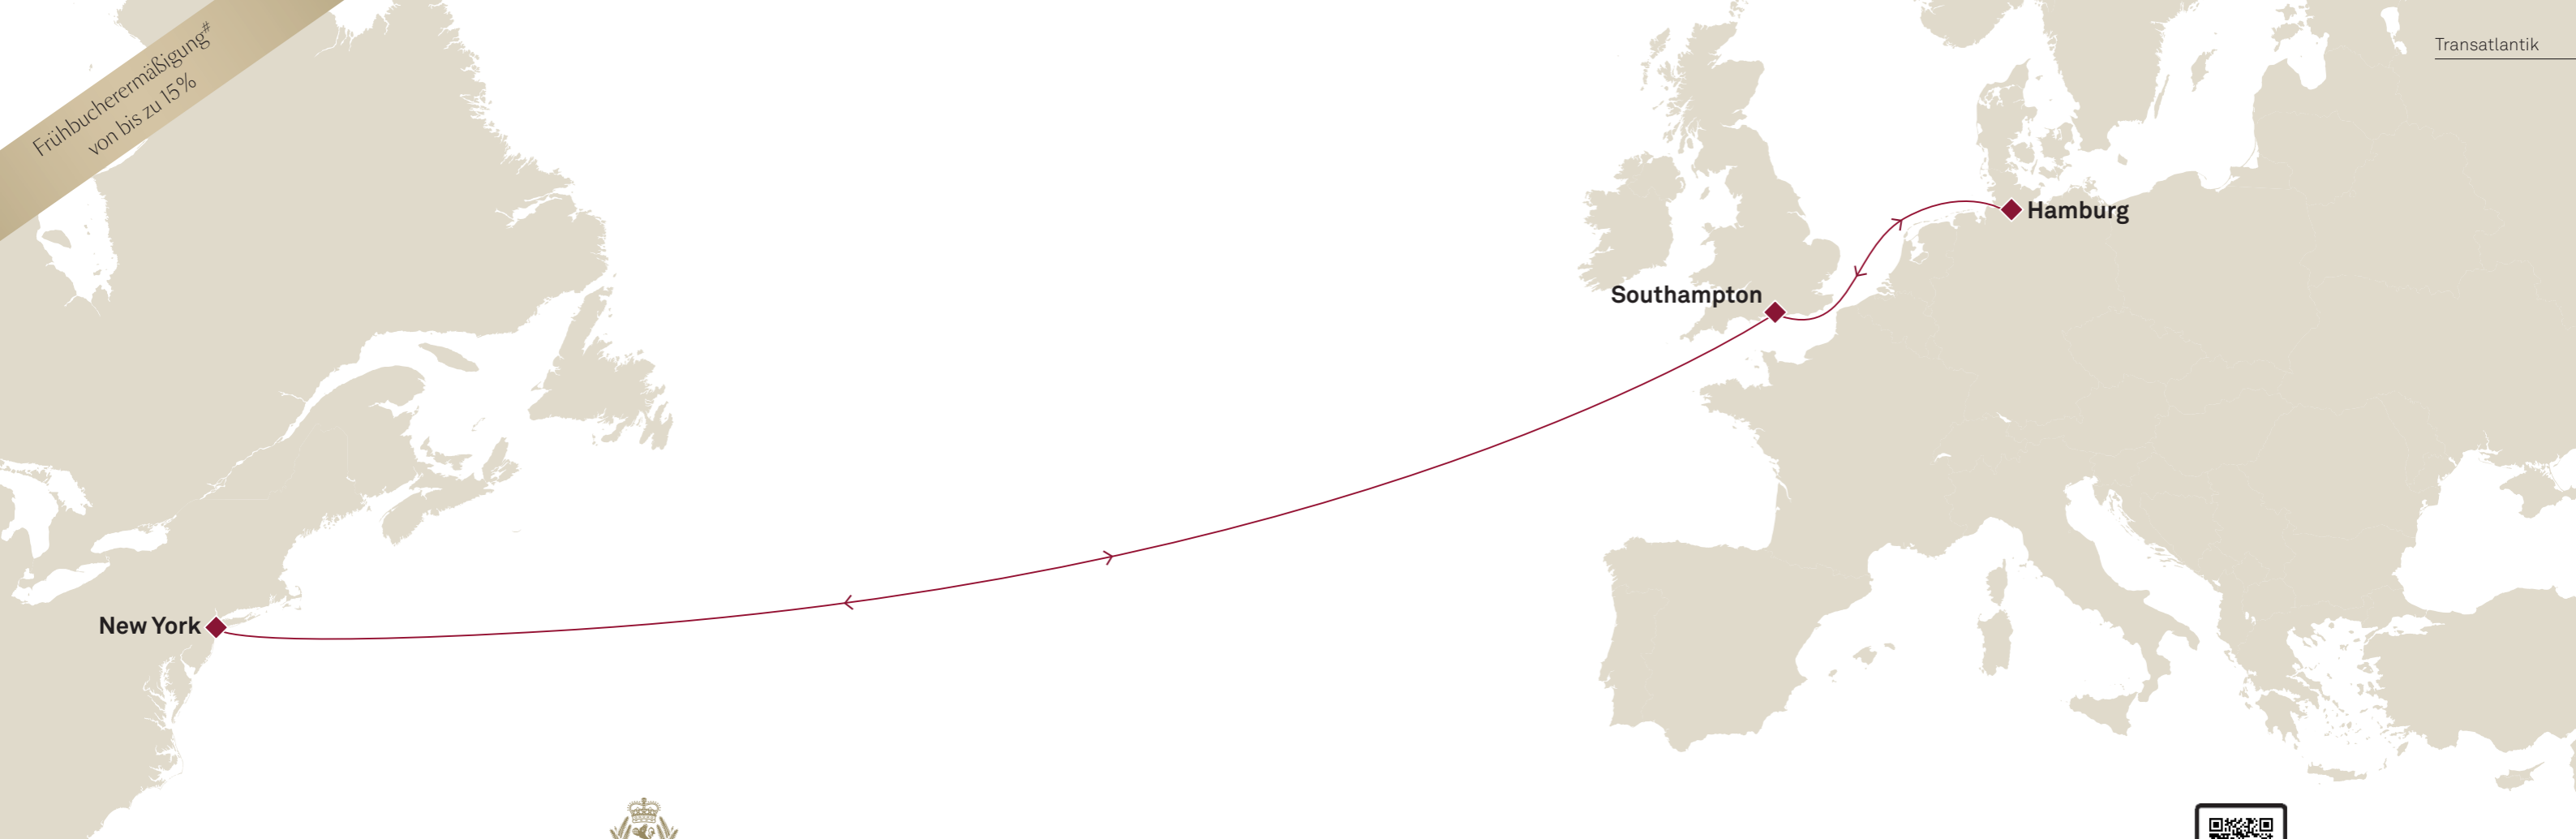 Frühbucherermäßigung#
von bis zu 15%
Transatlantik
Hamburg
Southampton
New York